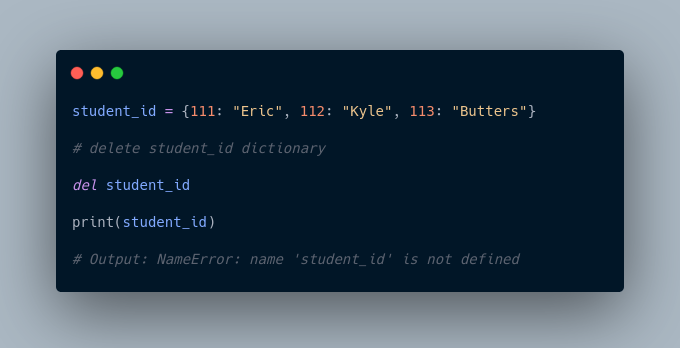 student_id = {111: "Eric", 112: "Kyle", 113: "Butters"}
# delete student_id dictionary
del student_id
print(student_id)
# Output: NameError: name 'student_id' is not defined